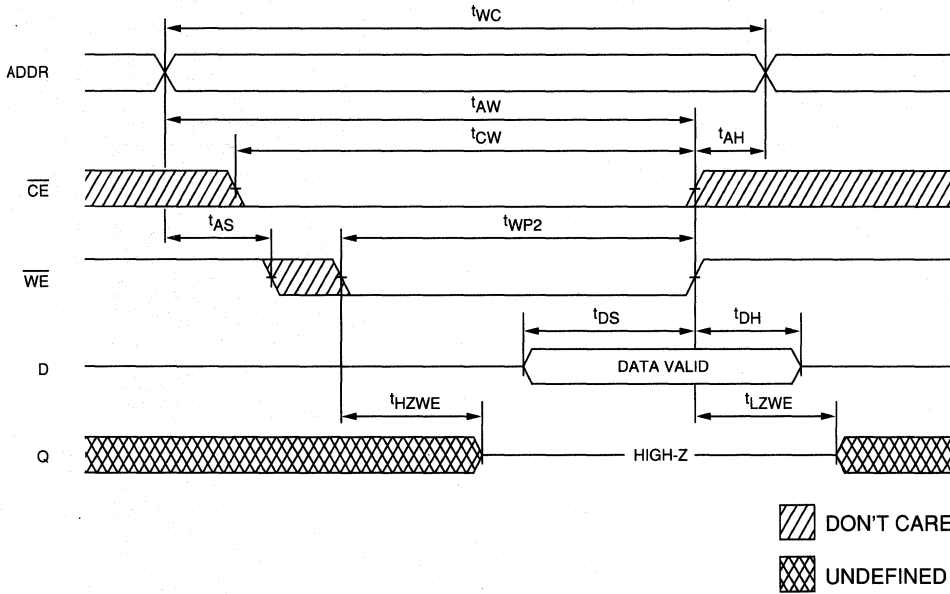 tWC
ADDR
tAW
tCW
tAH
CE
tAS
tWP2
WE
tDS
tDH
D
DATA VALID
tHZWE
tLZWE
Q
HIGH-Z
DON'T CARE
UNDEFINED